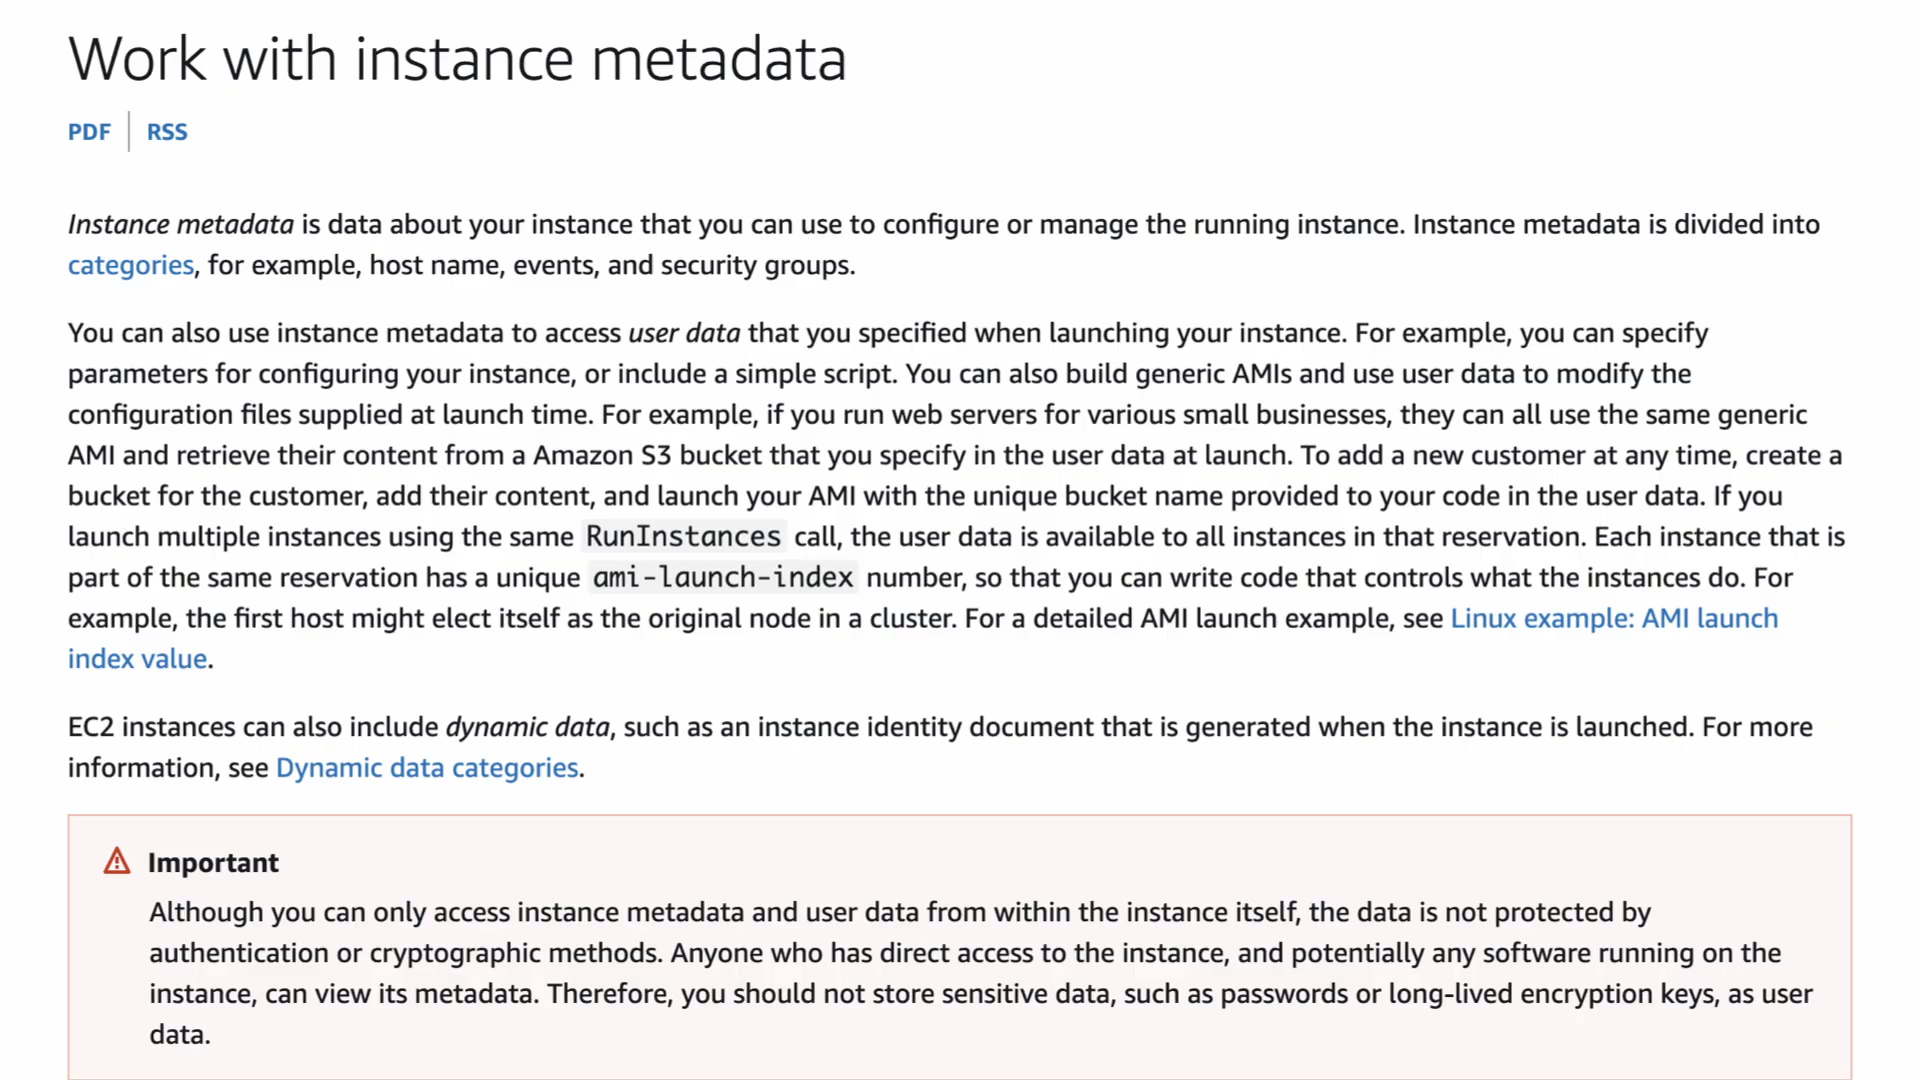 Work with instance metadata
PDF | RSS
Instance metadata is data about your instance that you can use to configure or manage the running instance. Instance metadata is divided into
categories, for example, host name, events, and security groups.
You can also use instance metadata to access user data that you specified when launching your instance. For example, you can specify
parameters for configuring your instance, or include a simple script. You can also build generic AMIs and use user data to modify the
configuration files supplied at launch time. For example, if you run web servers for various small businesses, they can all use the same generic
AMI and retrieve their content from a Amazon S3 bucket that you specify in the user data at launch. To add a new customer at any time, create a
bucket for the customer, add their content, and launch your AMI with the unique bucket name provided to your code in the user data. If you
launch multiple instances using the same RunInstances call, the user data is available to all instances in that reservation. Each instance that is
part of the same reservation has a unique ami-launch-index number, so that you can write code that controls what the instances do. For
example, the first host might elect itself as the original node in a cluster. For a detailed AMI launch example, see Linux example: AMI launch
index value.
EC2 instances can also include dynamic data, such as an instance identity document that is generated when the instance is launched. For more
information, see Dynamic data categories.
Important
Although you can only access instance metadata and user data from within the instance itself, the data is not protected by
authentication or cryptographic methods. Anyone who has direct access to the instance, and potentially any software running on the
instance, can view its metadata. Therefore, you should not store sensitive data, such as passwords or long-lived encryption keys, as user
data.